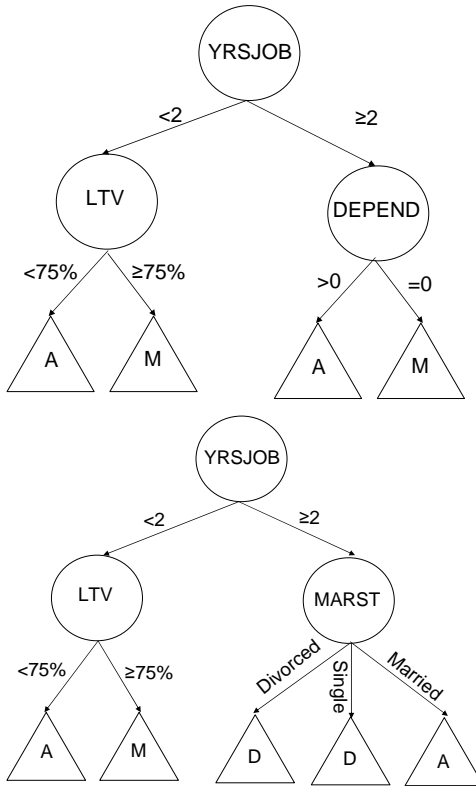 YRSJOB
<2
≥2
LTV
DEPEND
<75%
≥75%
>0
=0
A
M
A
M
YRSJOB
<2
≥2
LTV
MARST
<75%
≥75%
Divorced
Single
Married
A
M
D
D
A